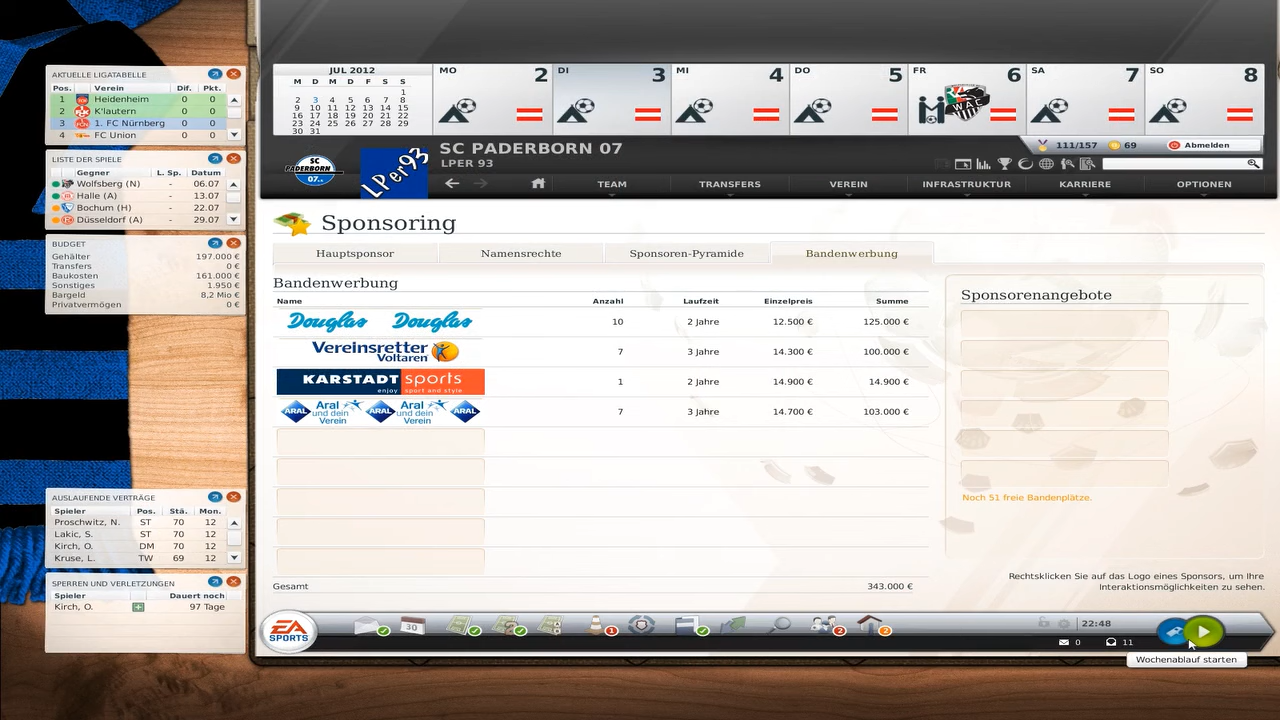 AKTUELLE LIGATABELLE
Pos. Verein Dif. Pkt.
1 Heidenheim 0 0
2 K'lautern 0 0
3 1. FC Nürnberg 0 0
4 FC Union 0 0
LISTE DER SPIELE
Gegner L. Sp. Datum
Wolfsberg (N) - 06.07
Halle (A) - 13.07
Bochum (H) - 22.07
Düsseldorf (A) - 29.07
BUDGET
Gehälter 197.000 €
Transfers 0 €
Baukosten 161.000 €
Sonstiges 1.950 €
Bargeld 8,2 Mio €
Privatvermögen 0 €
AUSLAUFENDE VERTRÄGE
Spieler Pos. Stä. Mon.
Proschwitz, N. ST 70 12
Lakic, S. ST 70 12
Kirch, O. DM 70 12
Kruse, L. TW 69 12
SPERREN UND VERLETZUNGEN
Spieler Dauert noch
Kirch, O. 97 Tage
JUL 2012
M D M D F S S
1
2 3 4 5 6 7 8
9 10 11 12 13 14 15
16 17 18 19 20 21 22
23 24 25 26 27 28 29
30 31
MO 2 DI 3 MI 4 DO 5 FR 6 SA 7 SO 8
WAC
SC PADERBORN 07
LPER 93
SC PADERBORN 07
LPer93
111/157 69 Abmelden
TEAM TRANSFERS VEREIN INFRASTRUKTUR KARRIERE OPTIONEN
Sponsoring
Hauptsponsor Namensrechte Sponsoren-Pyramide Bandenwerbung
Bandenwerbung
Name Anzahl Laufzeit Einzelpreis Summe
Douglas Douglas 10 2 Jahre 12.500 € 125.000 €
Vereinsretter Voltaren 7 3 Jahre 14.300 € 100.000 €
KARSTADT sports enjoy sport and style 1 2 Jahre 14.900 € 14.900 €
ARAL Aral und dein Verein ARAL Aral und dein Verein ARAL 7 3 Jahre 14.700 € 103.000 €
Gesamt 343.000 €
Sponsorenangebote
Noch 51 freie Bandenplätze.
Rechtsklicken Sie auf das Logo eines Sponsors, um Ihre
Interaktionsmöglichkeiten zu sehen.
EA SPORTS
30 1 2 2
22:48
0 11
Wochenablauf starten